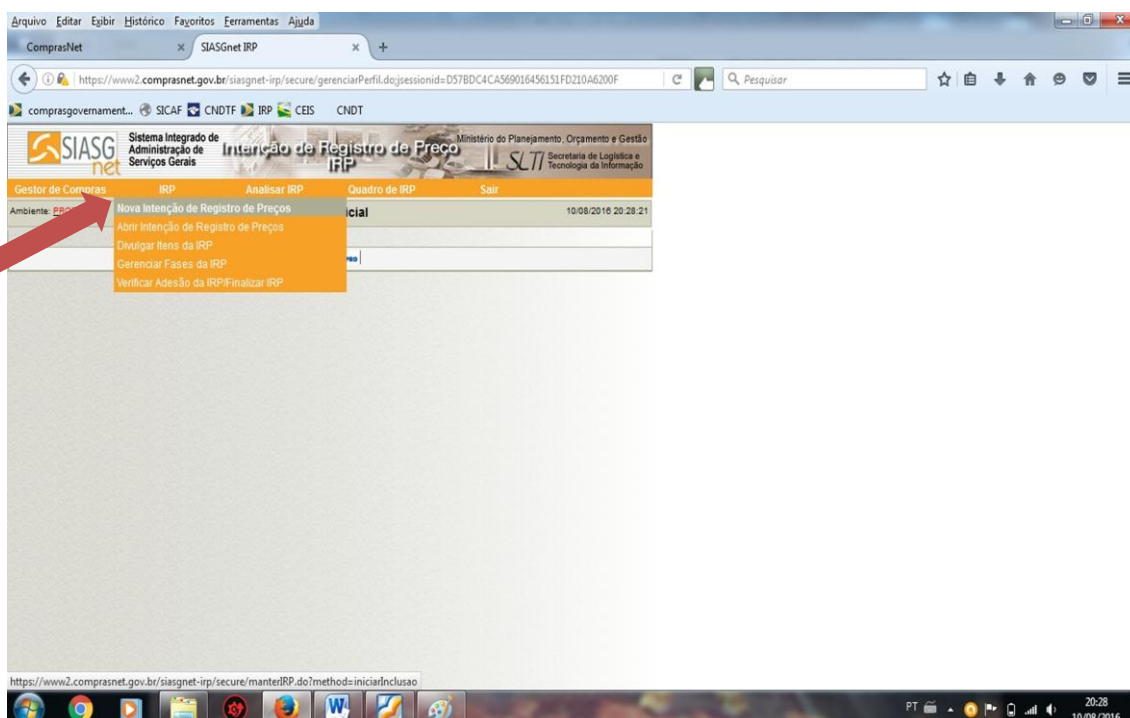 Arquivo Editar Exibir Histórico Favoritos Ferramentas Ajuda
ComprasNet × SIASGnet IRP × +
https://www2.comprasnet.gov.br/siasgnet-irp/secure/gerenciarPerfil.do;jsessionid=D57BDC4CA569016456151FD210A6200F Pesquisar
comprasgovernament... SICAF CNDTF IRP CEIS CNDT
SIASG net
Sistema Integrado de
Administração de
Serviços Gerais
Intenção de Registro de Preço
IRP
Ministério do Planejamento, Orçamento e Gestão
SLTI Secretaria de Logística e
Tecnologia da Informação
Gestor de Compras IRP Analisar IRP Quadro de IRP Sair
Ambiente: icial 10/08/2016 20:28:21
Nova Intenção de Registro de Preços
Abrir Intenção de Registro de Preços
Divulgar Itens da IRP
Gerenciar Fases da IRP
Verificar Adesão da IRP/Finalizar IRP
https://www2.comprasnet.gov.br/siasgnet-irp/secure/manterIRP.do?method=iniciarInclusao
PT 20:28
10/08/2016